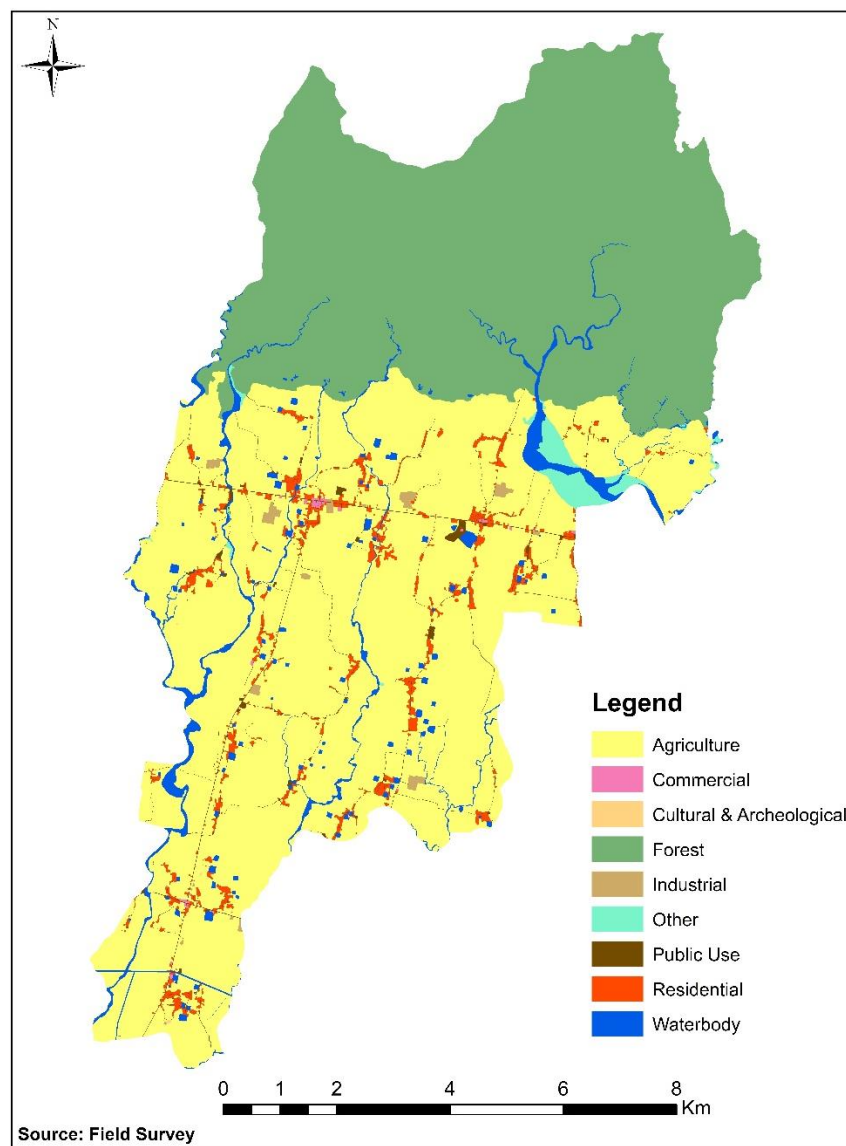 N
Legend
Agriculture
Commercial
Cultural & Archeological
Forest
Industrial
Other
Public Use
Residential
Waterbody
0 1 2 4 6 8
Km
Source: Field Survey